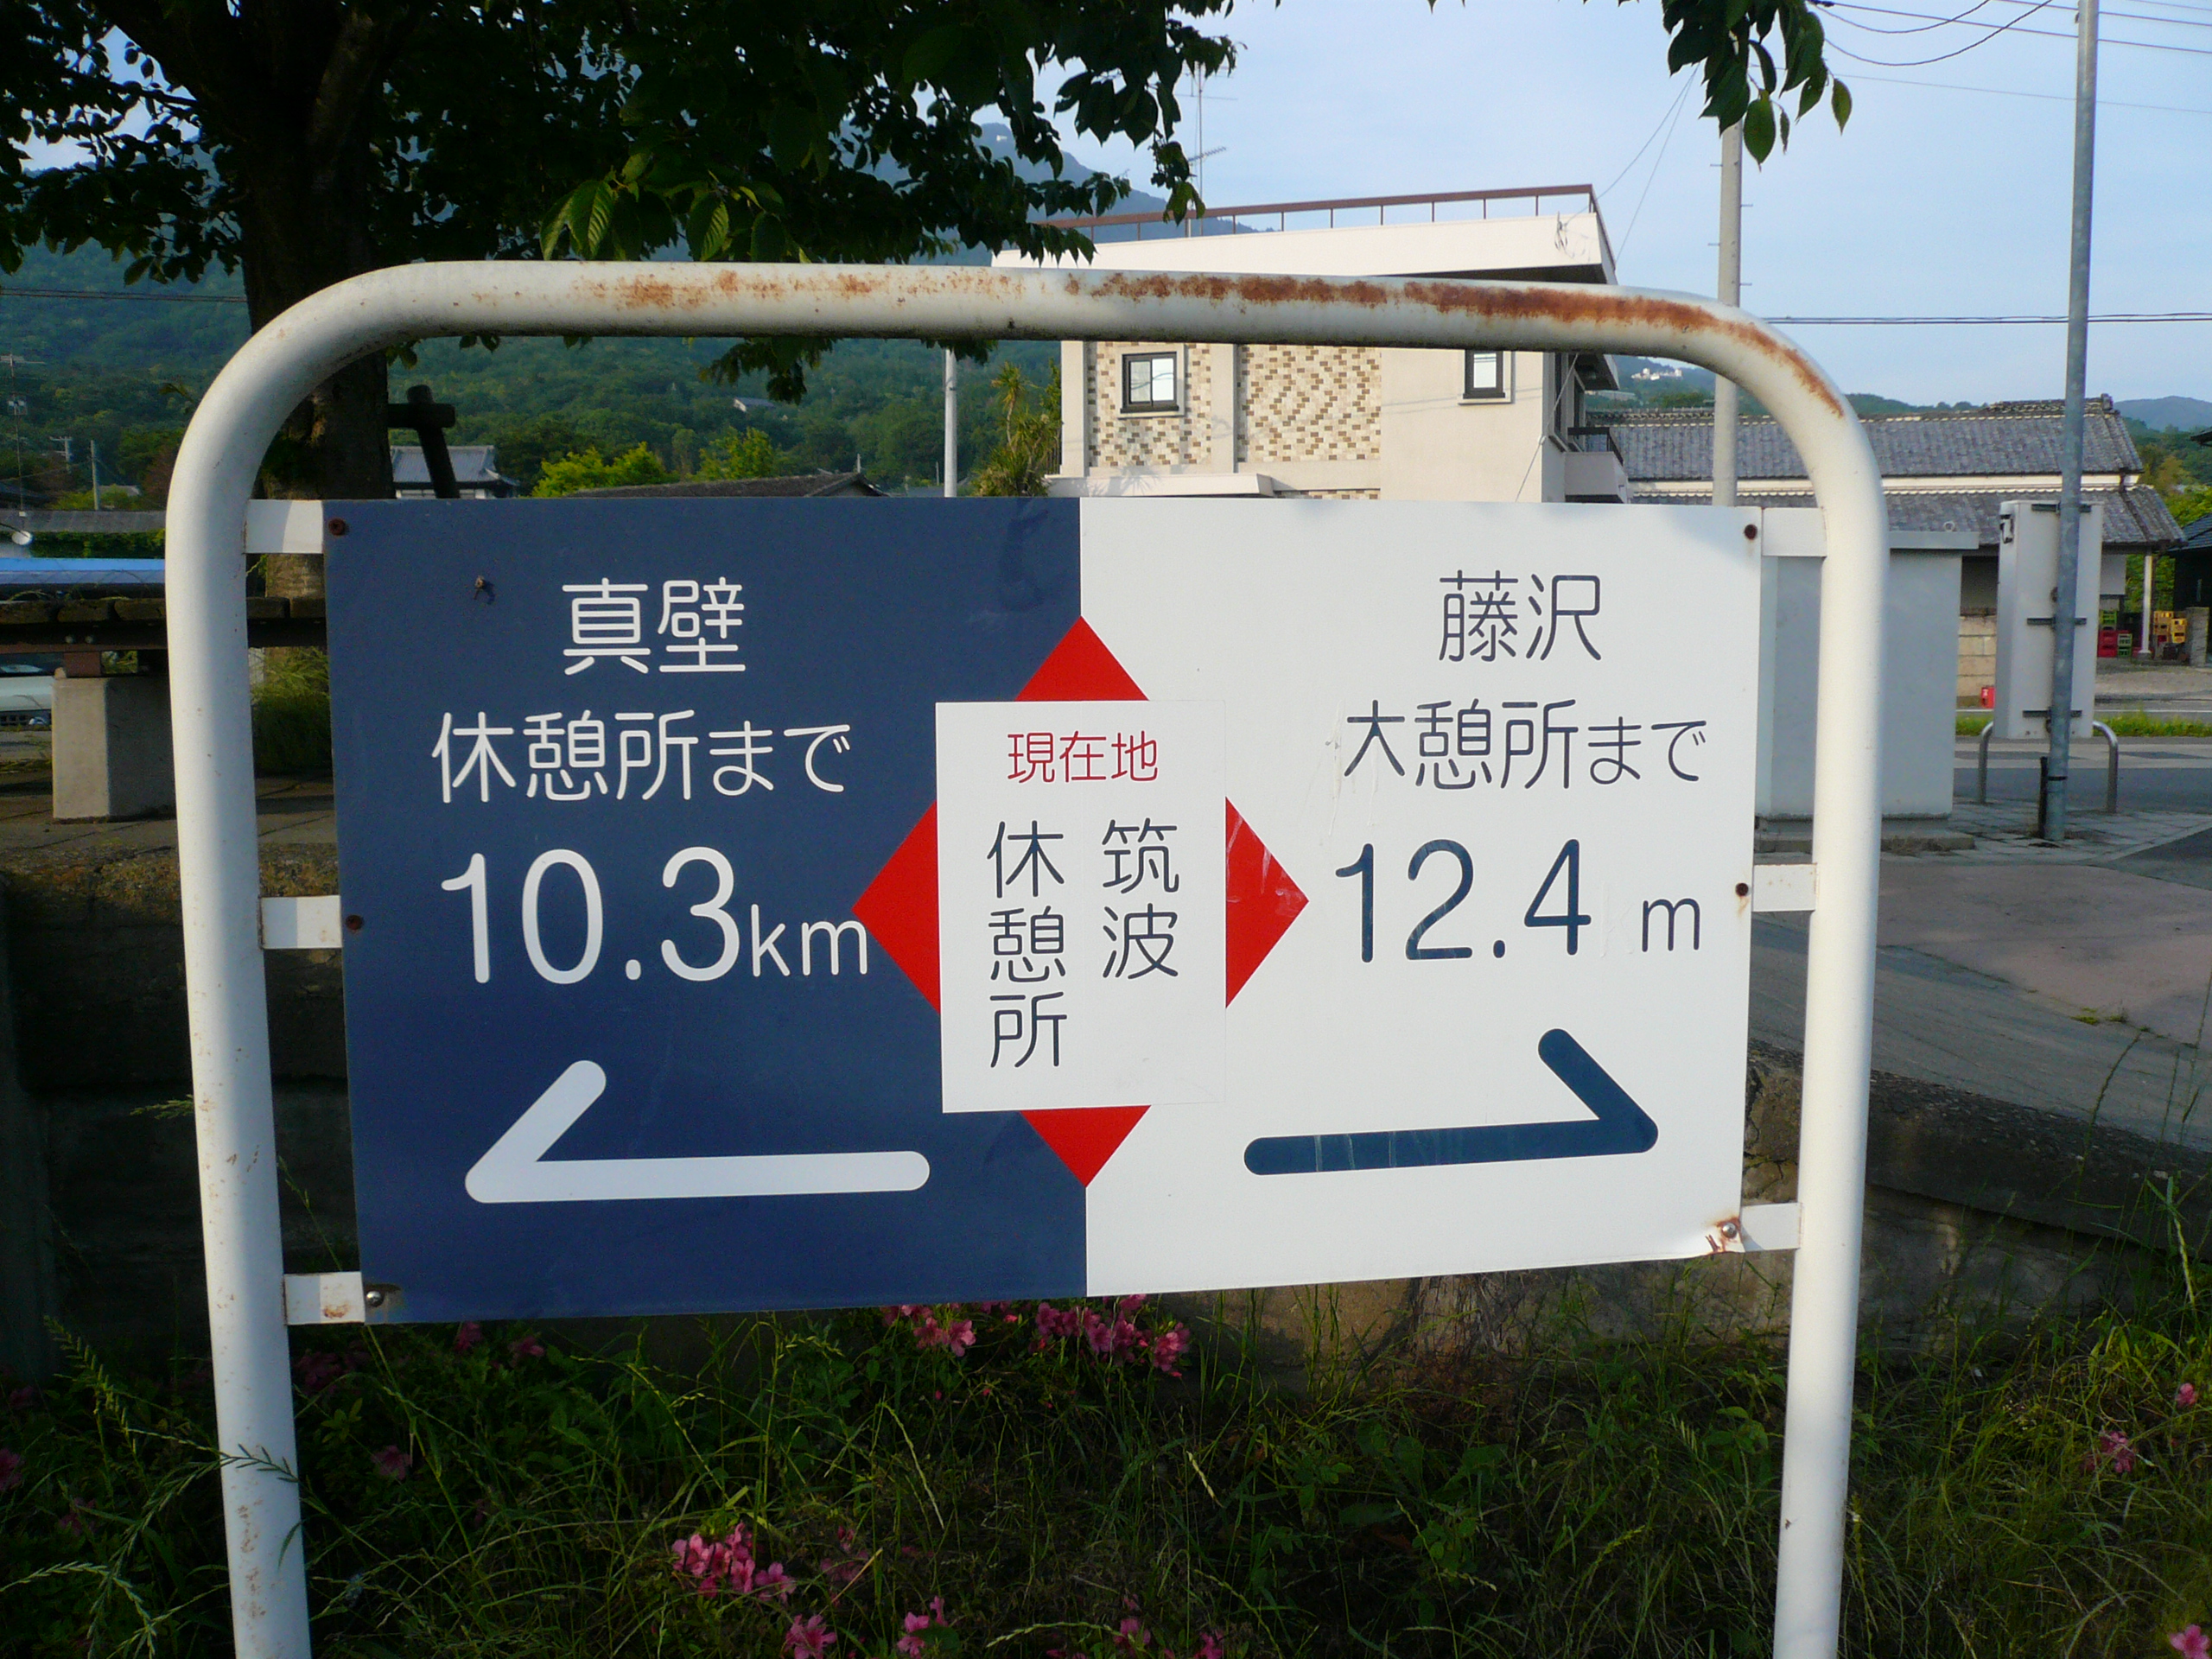 真壁
休憩所まで
10.3km
現在地
筑波
休憩所
藤沢
大憩所まで
12.4 m